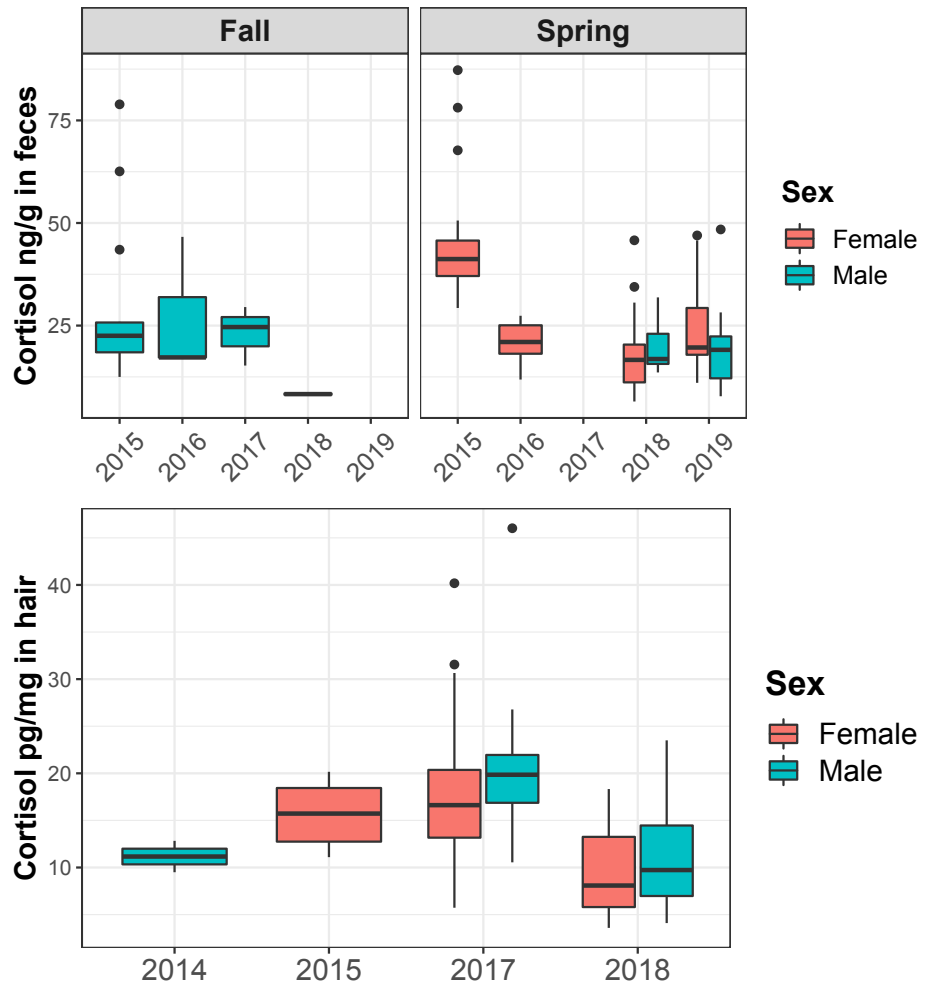 Fall
Spring
Cortisol ng/g in feces
75
50
25
2015
2016
2017
2018
2019
2015
2016
2017
2018
2019
Sex
Female
Male
Cortisol pg/mg in hair
40
30
20
10
2014
2015
2017
2018
Sex
Female
Male